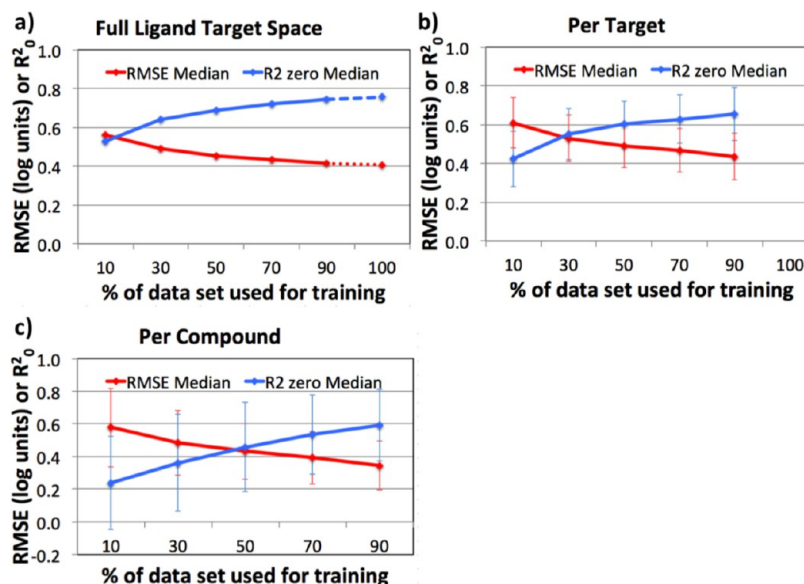 a) Full Ligand Target Space
RMSE (log units) or R²₀
RMSE Median R2 zero Median
1.0
0.8
0.6
0.4
0.2
0.0
10 30 50 70 90 100
% of data set used for training
b) Per Target
RMSE (log units) or R²₀
RMSE Median R2 zero Median
1.0
0.8
0.6
0.4
0.2
0.0
10 30 50 70 90 100
% of data set used for training
c) Per Compound
RMSE (log units) or R²₀
RMSE Median R2 zero Median
1.0
0.8
0.6
0.4
0.2
0.0
-0.2
10 30 50 70 90
% of data set used for training